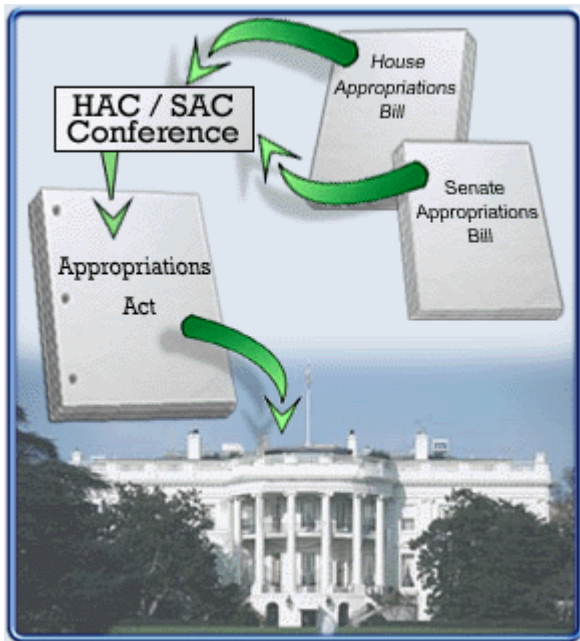 House
Appropriations
Bill
HAC / SAC
Conference
Senate
Appropriations
Bill
Appropriations
Act